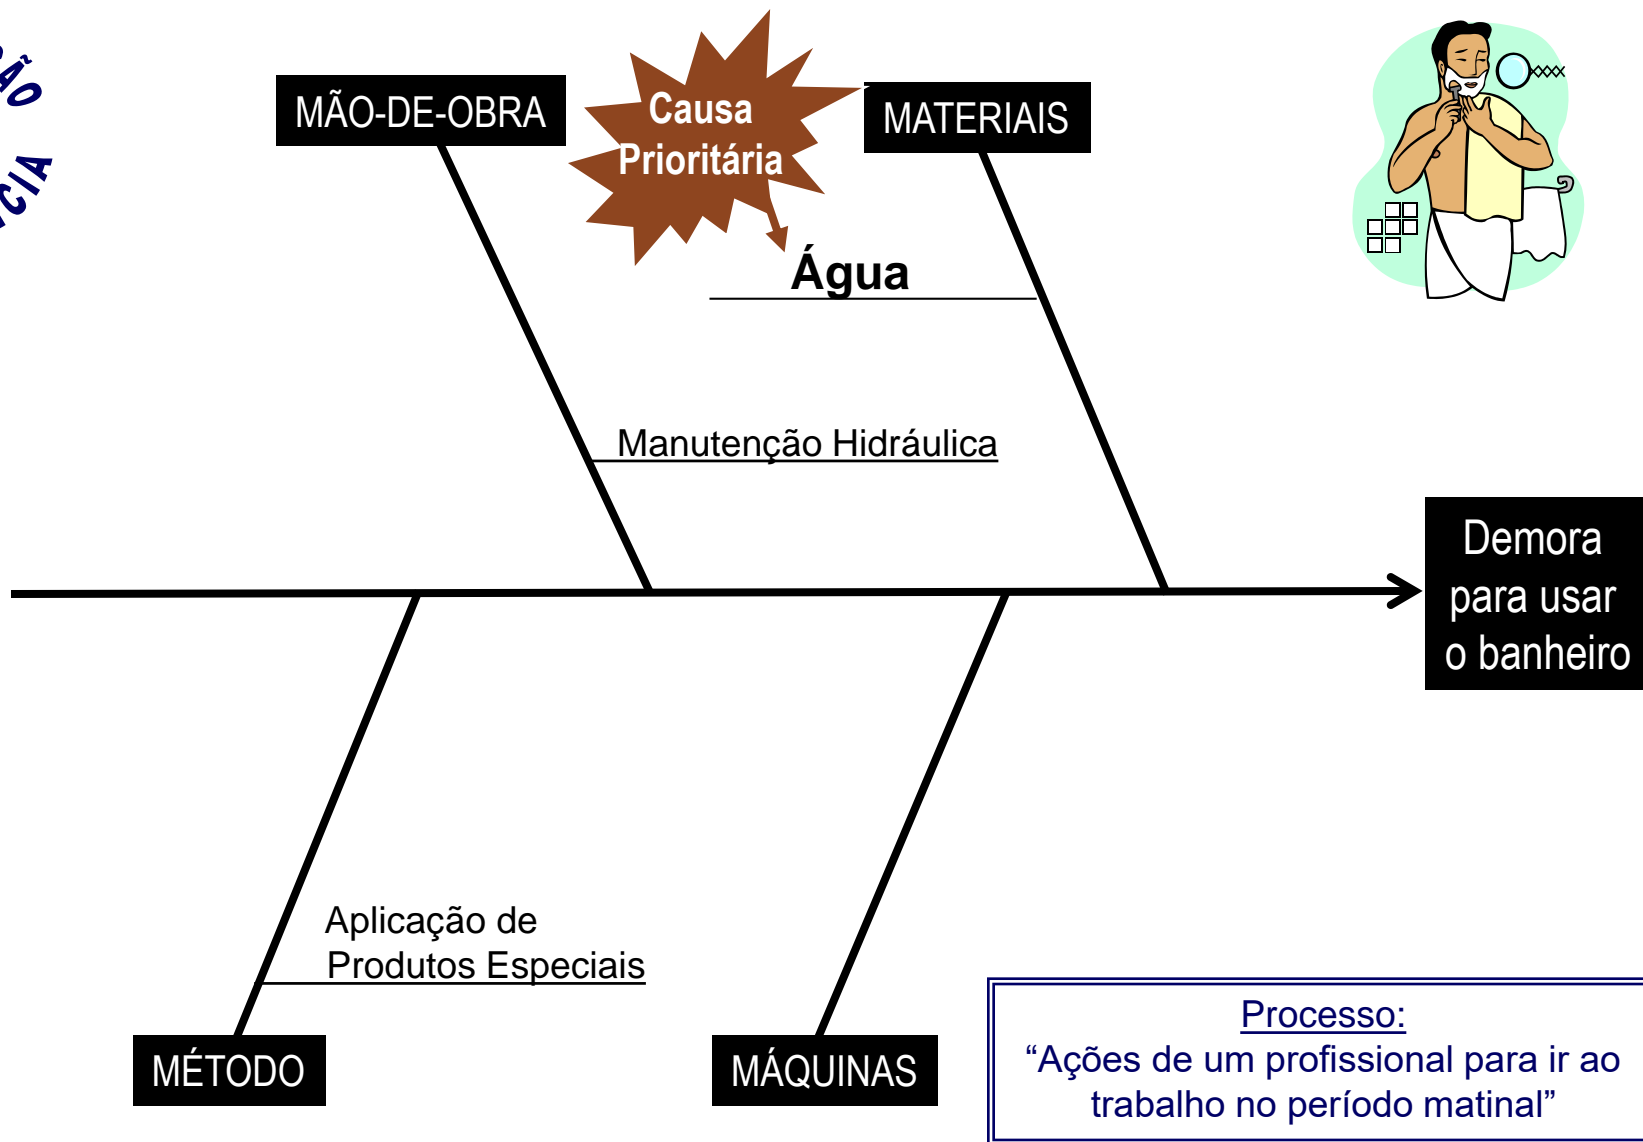 MÃO-DE-OBRA
Causa
Prioritária
MATERIAIS
Água
Manutenção Hidráulica
Demora
para usar
o banheiro
Aplicação de
Produtos Especiais
MÉTODO
MÁQUINAS
Processo:
“Ações de um profissional para ir ao
trabalho no período matinal”